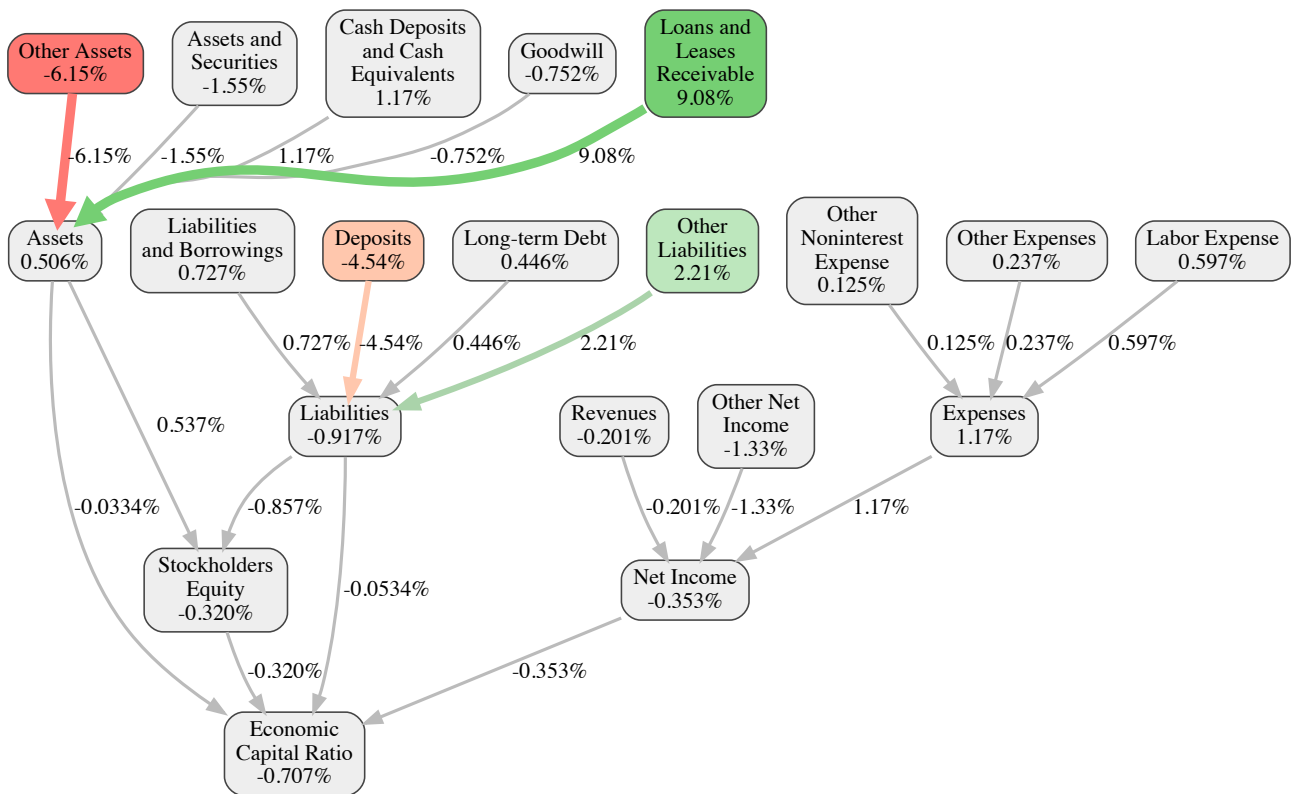 Other Assets
-6.15%
Assets and
Securities
-1.55%
Cash Deposits
and Cash
Equivalents
1.17%
Goodwill
-0.752%
Loans and
Leases
Receivable
9.08%
-6.15%
-1.55%
1.17%
-0.752%
9.08%
Assets
0.506%
Liabilities
and Borrowings
0.727%
Deposits
-4.54%
Long-term Debt
0.446%
Other
Liabilities
2.21%
Other
Noninterest
Expense
0.125%
Other Expenses
0.237%
Labor Expense
0.597%
0.727%
-4.54%
0.446%
2.21%
0.125%
0.237%
0.597%
0.537%
Liabilities
-0.917%
Revenues
-0.201%
Other Net
Income
-1.33%
Expenses
1.17%
-0.0334%
-0.857%
-0.201%
-1.33%
1.17%
Stockholders
Equity
-0.320%
-0.0534%
Net Income
-0.353%
-0.320%
-0.353%
Economic
Capital Ratio
-0.707%